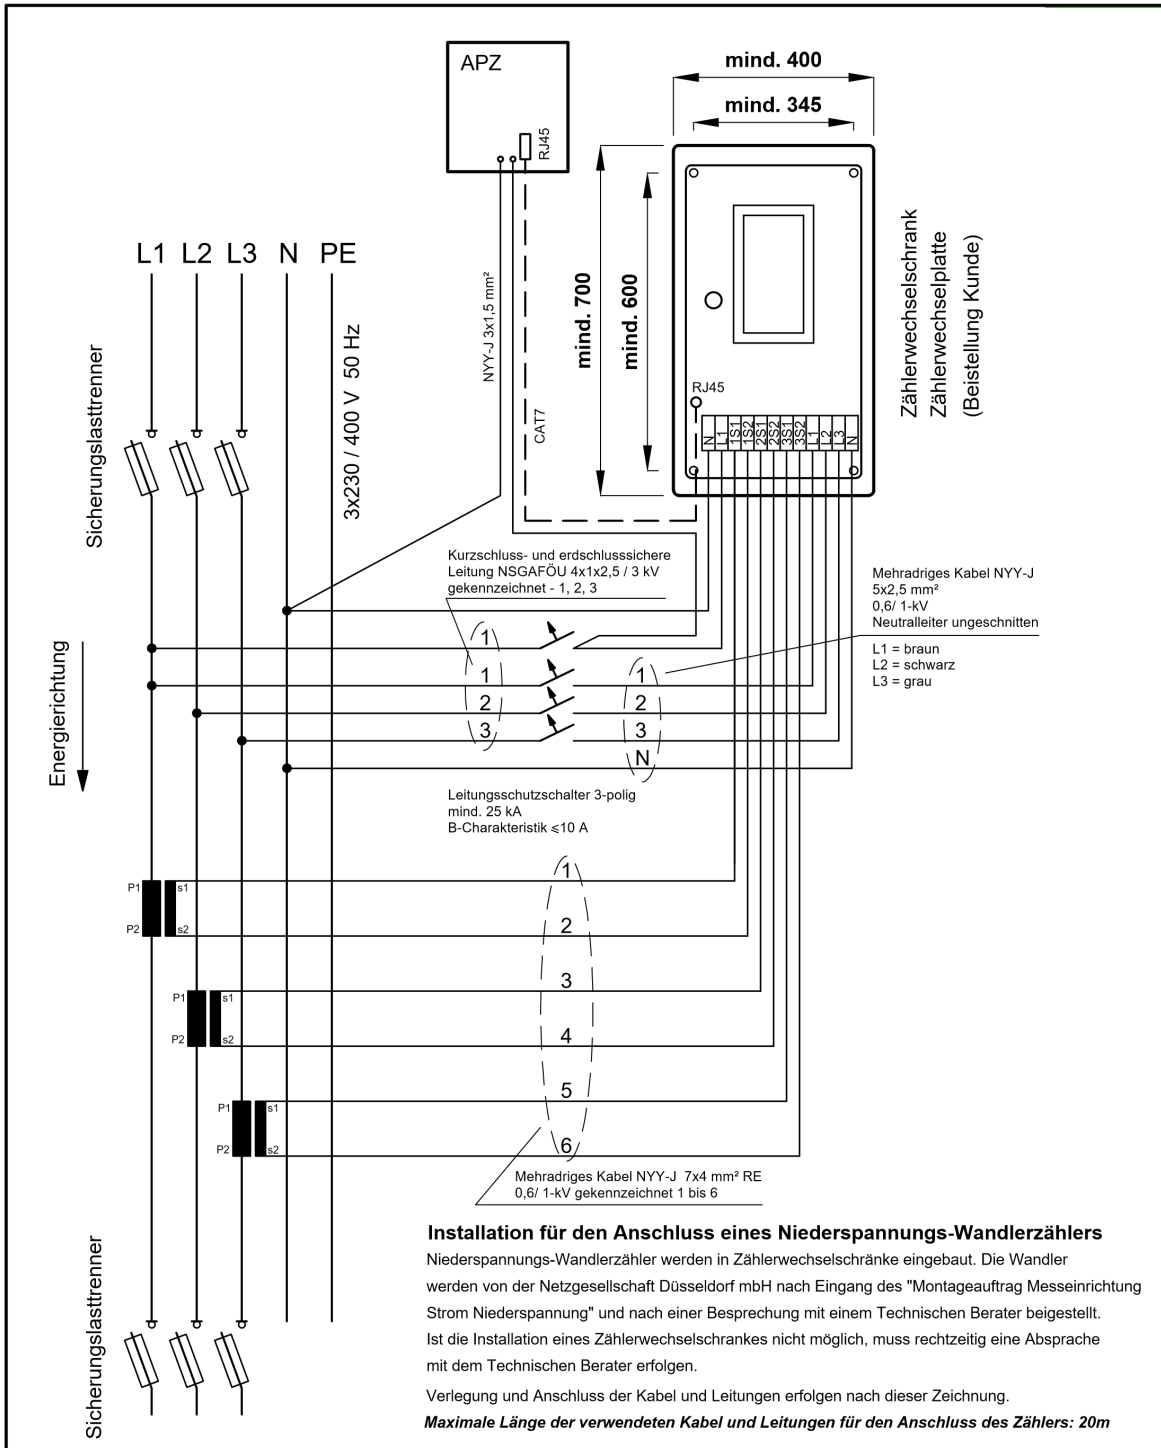 APZ
RJ45
mind. 400
mind. 345
mind. 700
mind. 600
Zählerwechselschrank
Zählerwechselplatte
(Beistellung Kunde)
L1 L2 L3 N PE
3x230 / 400 V 50 Hz
Sicherungslasttrenner
NYY-J 3x1,5 mm²
CAT7
RJ45
N L1 1S1 1S2 2S1 2S2 3S1 3S2 L1 L2 L3 N
Kurzschluss- und erdschlusssichere
Leitung NSGAFÖU 4x1x2,5 / 3 kV
gekennzeichnet - 1, 2, 3
Mehradriges Kabel NYY-J
5x2,5 mm²
0,6/ 1-kV
Neutralleiter ungeschnitten
L1 = braun
L2 = schwarz
L3 = grau
Energierichtung
1
1 1
2 2
3 3
N
Leitungsschutzschalter 3-polig
mind. 25 kA
B-Charakteristik ⩽10 A
P1 s1 1
P2 s2 2
P1 s1 3
P2 s2 4
P1 s1 5
P2 s2 6
Mehradriges Kabel NYY-J 7x4 mm² RE
0,6/ 1-kV gekennzeichnet 1 bis 6
Sicherungslasttrenner
Installation für den Anschluss eines Niederspannungs-Wandlerzählers
Niederspannungs-Wandlerzähler werden in Zählerwechselschränke eingebaut. Die Wandler
werden von der Netzgesellschaft Düsseldorf mbH nach Eingang des "Montageauftrag Messeinrichtung
Strom Niederspannung" und nach einer Besprechung mit einem Technischen Berater beigestellt.
Ist die Installation eines Zählerwechselschrankes nicht möglich, muss rechtzeitig eine Absprache
mit dem Technischen Berater erfolgen.
Verlegung und Anschluss der Kabel und Leitungen erfolgen nach dieser Zeichnung.
Maximale Länge der verwendeten Kabel und Leitungen für den Anschluss des Zählers: 20m